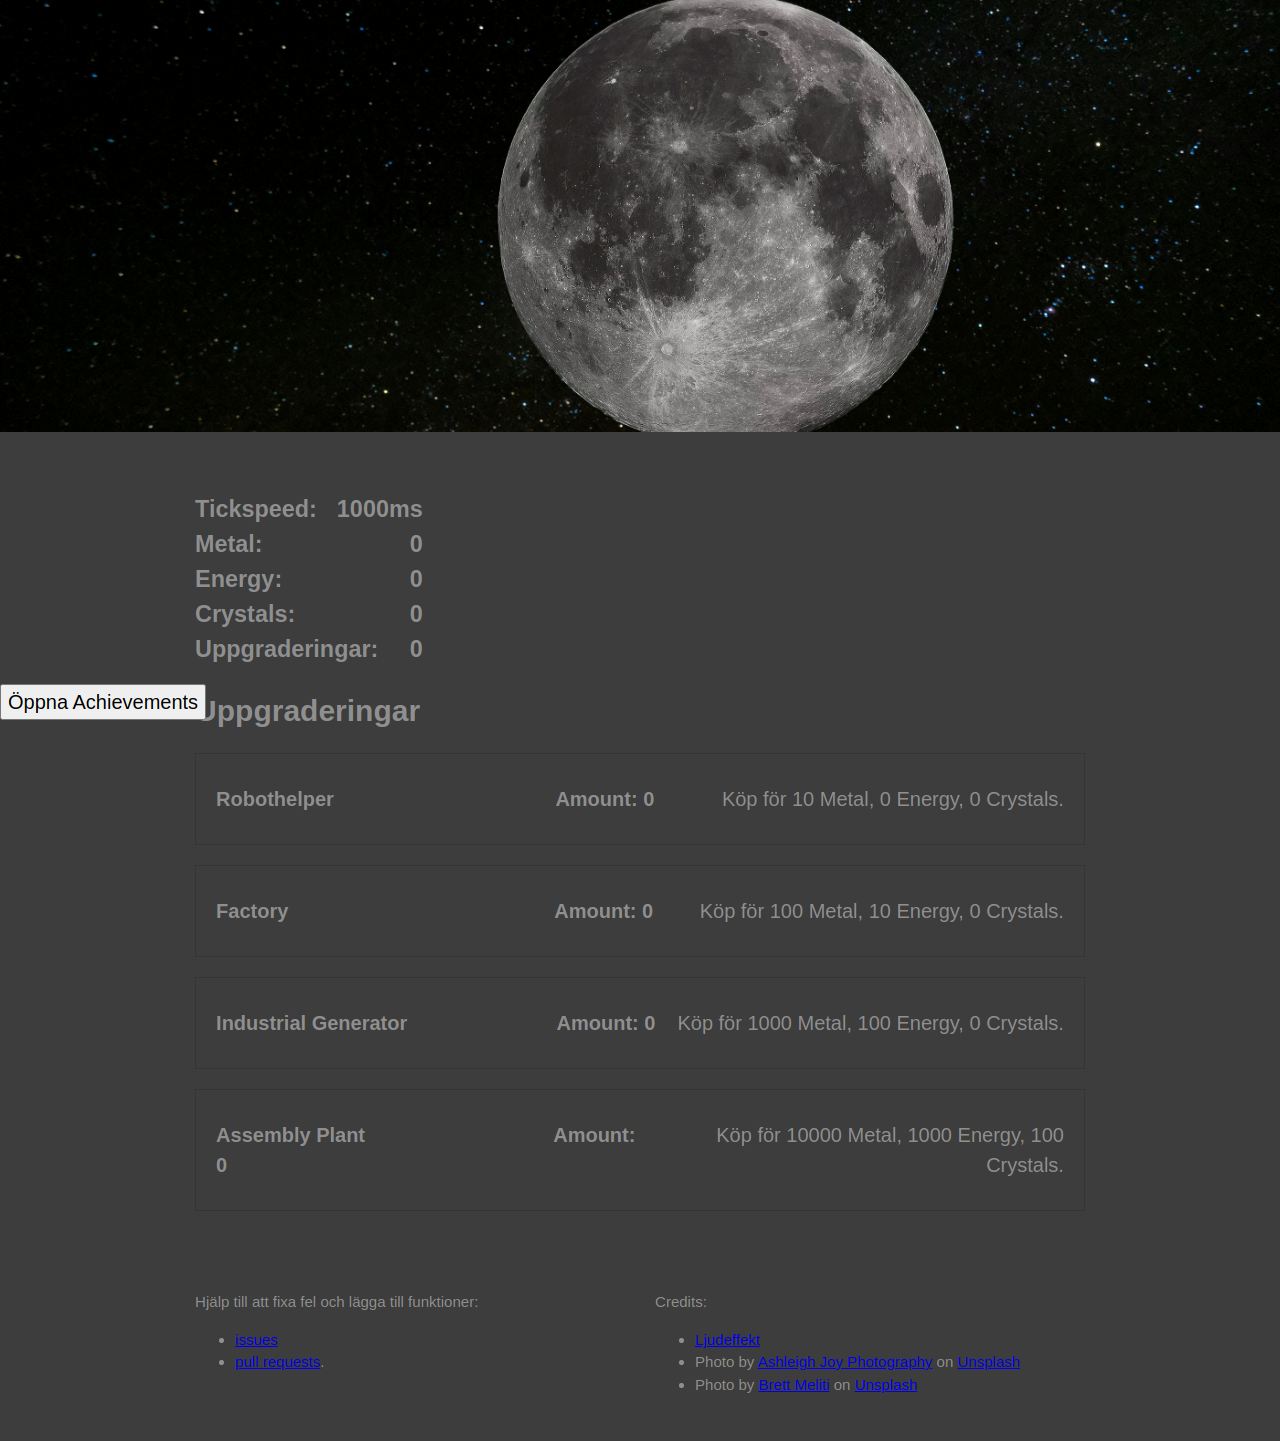 Tickspeed: 1000ms
Metal: 0
Energy: 0
Crystals: 0
Uppgraderingar: 0
Öppna Achievements
Uppgraderingar
Robothelper Amount: 0 Köp för 10 Metal, 0 Energy, 0 Crystals.
Factory Amount: 0 Köp för 100 Metal, 10 Energy, 0 Crystals.
Industrial Generator Amount: 0 Köp för 1000 Metal, 100 Energy, 0 Crystals.
Assembly Plant Amount: Köp för 10000 Metal, 1000 Energy, 100
0 Crystals.
Hjälp till att fixa fel och lägga till funktioner:
issues
pull requests.
Credits:
Ljudeffekt
Photo by Ashleigh Joy Photography on Unsplash
Photo by Brett Meliti on Unsplash